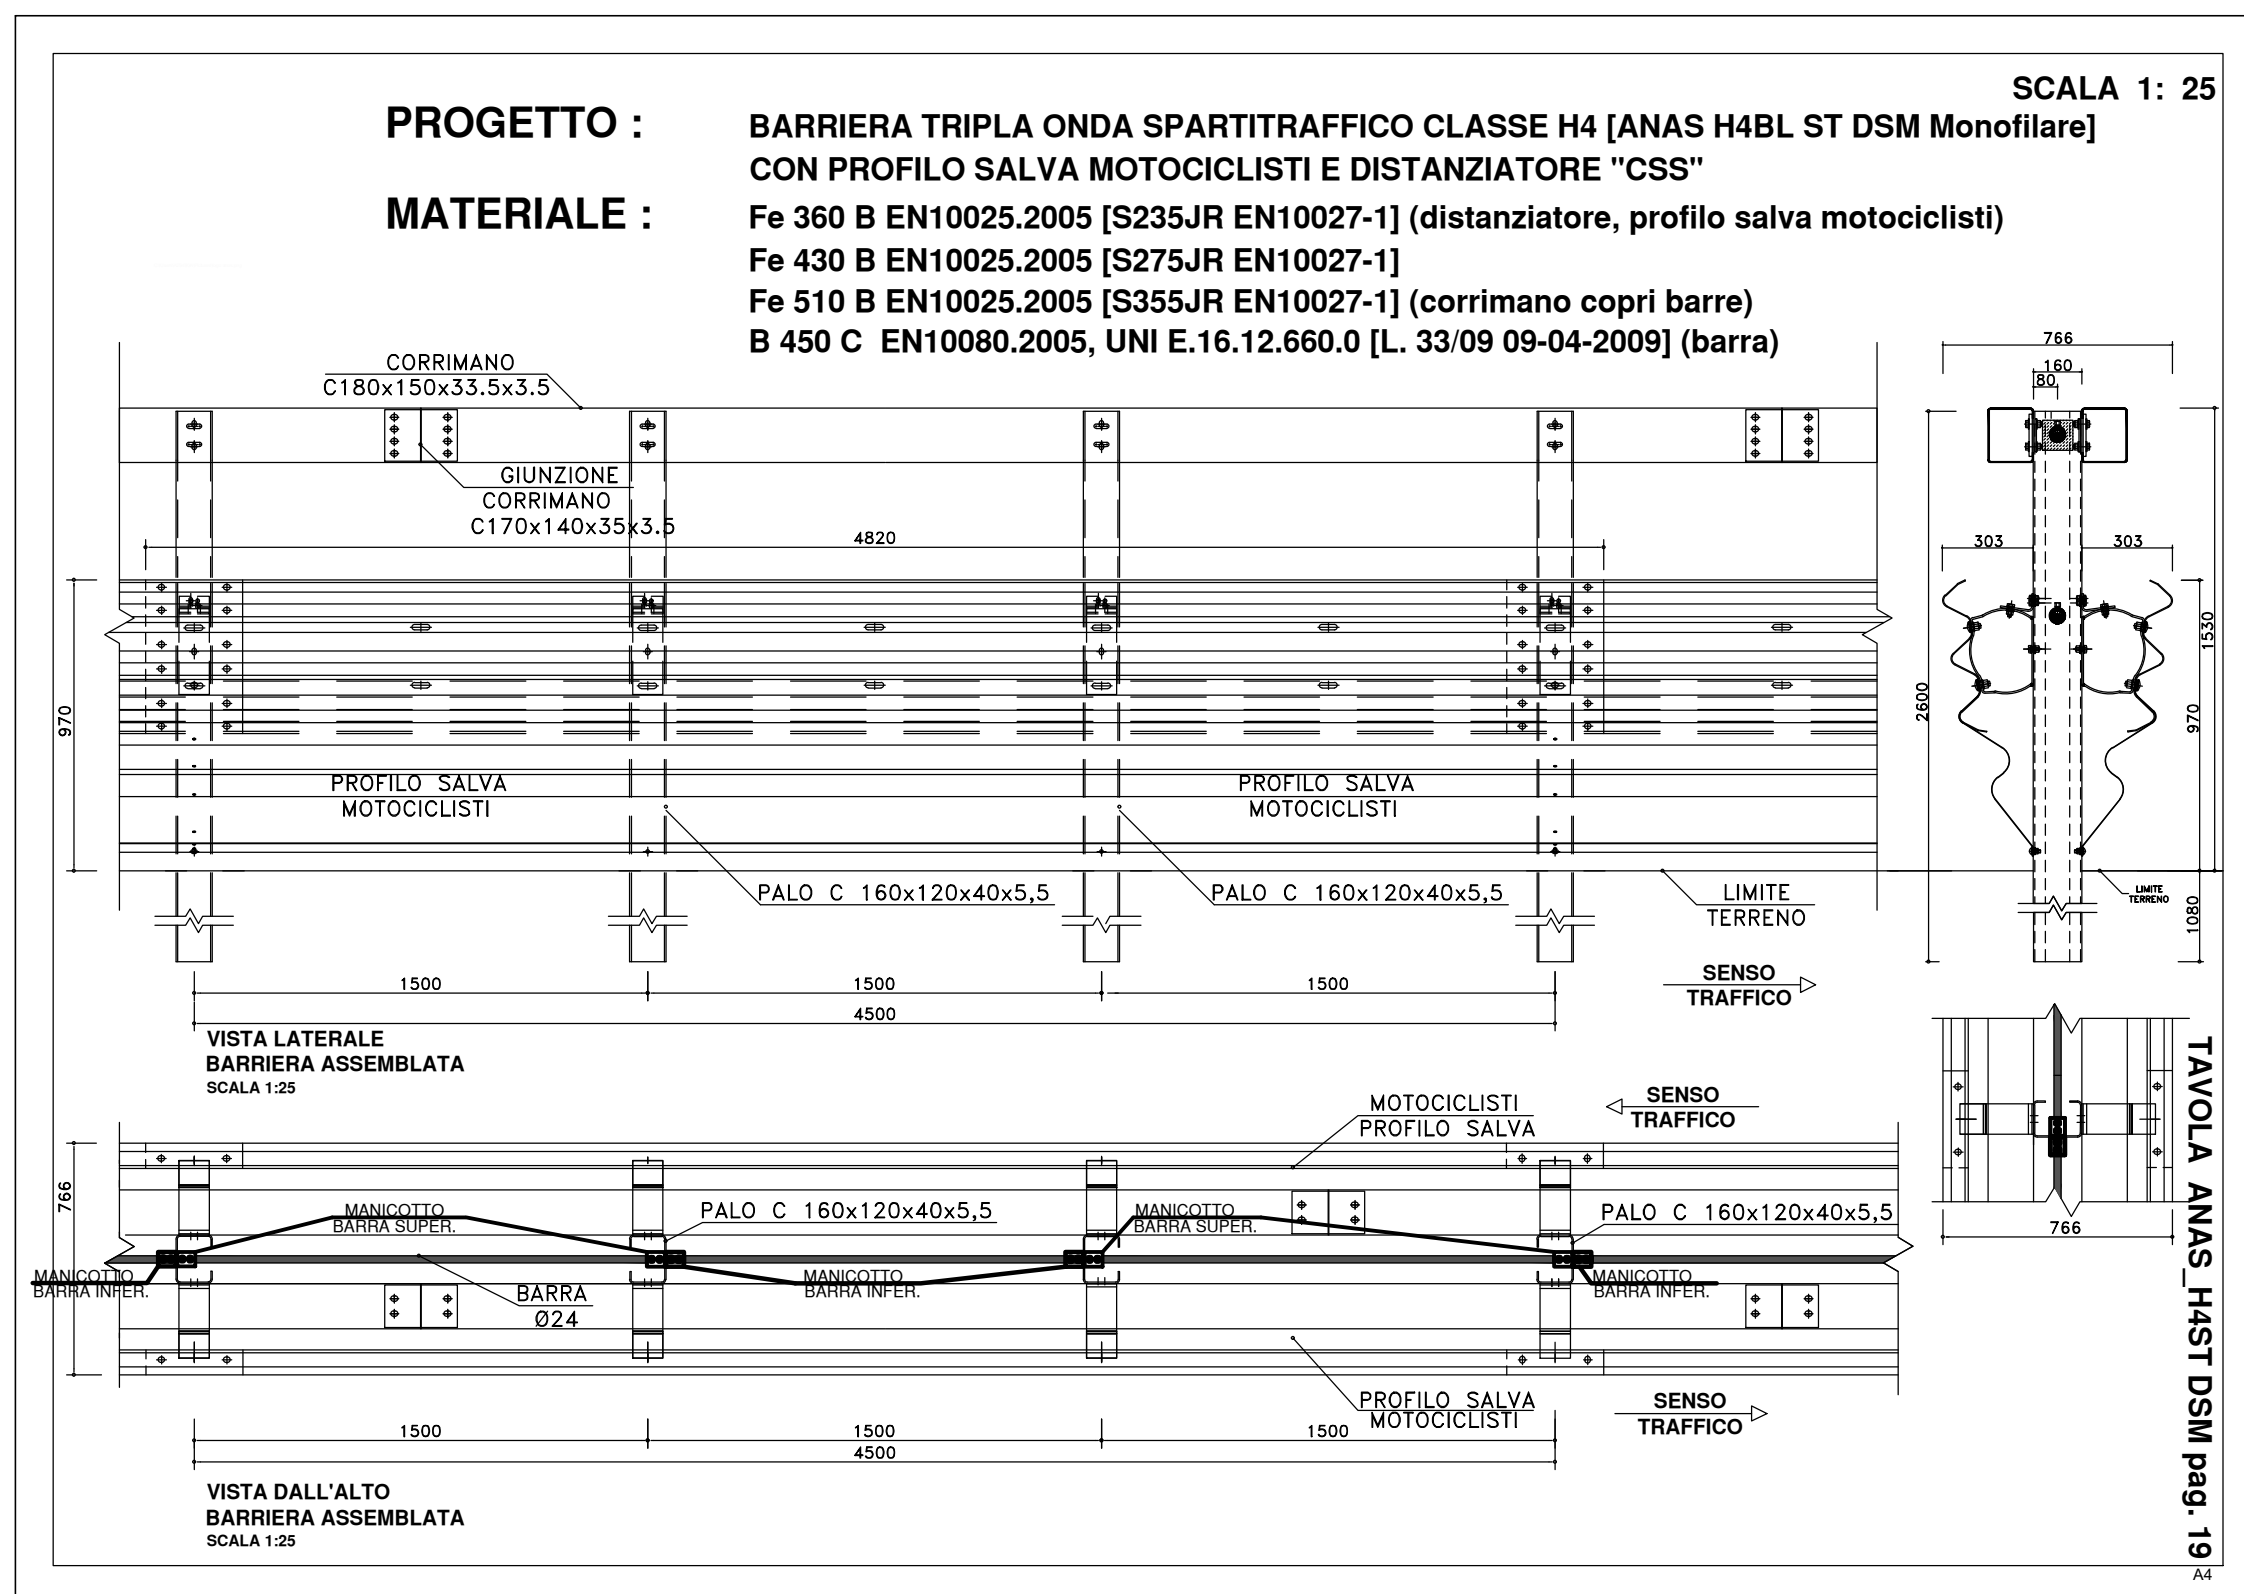 SCALA 1: 25
PROGETTO :
BARRIERA TRIPLA ONDA SPARTITRAFFICO CLASSE H4 [ANAS H4BL ST DSM Monofilare]
CON PROFILO SALVA MOTOCICLISTI E DISTANZIATORE "CSS"
MATERIALE :
Fe 360 B EN10025.2005 [S235JR EN10027-1] (distanziatore, profilo salva motociclisti)
Fe 430 B EN10025.2005 [S275JR EN10027-1]
Fe 510 B EN10025.2005 [S355JR EN10027-1] (corrimano copri barre)
B 450 C EN10080.2005, UNI E.16.12.660.0 [L. 33/09 09-04-2009] (barra)
CORRIMANO
C180x150x33.5x3.5
GIUNZIONE
CORRIMANO
C170x140x35x3.5
4820
970
PROFILO SALVA
MOTOCICLISTI
PROFILO SALVA
MOTOCICLISTI
PALO C 160x120x40x5,5
PALO C 160x120x40x5,5
LIMITE
TERRENO
1500
1500
1500
4500
SENSO
TRAFFICO
VISTA LATERALE
BARRIERA ASSEMBLATA
SCALA 1:25
766
160
80
303
303
2600
1530
970
1080
LIMITE
TERRENO
766
MOTOCICLISTI
PROFILO SALVA
SENSO
TRAFFICO
766
MANICOTTO
BARRA SUPER.
PALO C 160x120x40x5,5
MANICOTTO
BARRA SUPER.
PALO C 160x120x40x5,5
MANICOTTO
BARRA INFER.
BARRA
Ø24
MANICOTTO
BARRA INFER.
MANICOTTO
BARRA INFER.
PROFILO SALVA
MOTOCICLISTI
SENSO
TRAFFICO
1500
1500
1500
4500
VISTA DALL'ALTO
BARRIERA ASSEMBLATA
SCALA 1:25
TAVOLA ANAS_H4ST DSM pag. 19
A4